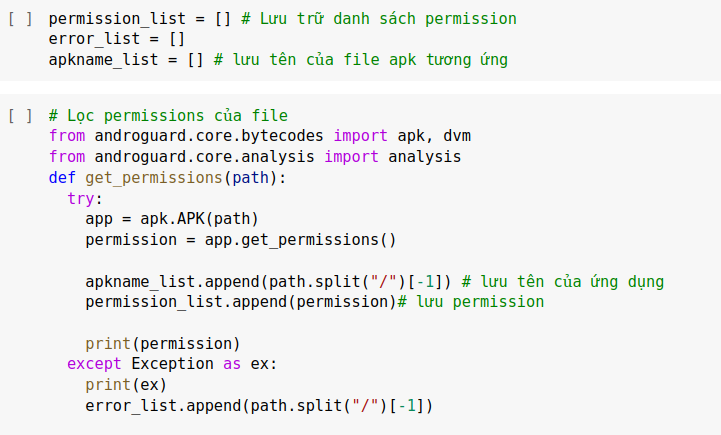 [ ] permission_list = [] # Lưu trữ danh sách permission
error_list = []
apkname_list = [] # lưu tên của file apk tương ứng
[ ] # Lọc permissions của file
from androguard.core.bytecodes import apk, dvm
from androguard.core.analysis import analysis
def get_permissions(path):
  try:
    app = apk.APK(path)
    permission = app.get_permissions()

    apkname_list.append(path.split("/")[-1]) # lưu tên của ứng dụng
    permission_list.append(permission)# lưu permission

    print(permission)
  except Exception as ex:
    print(ex)
    error_list.append(path.split("/")[-1])